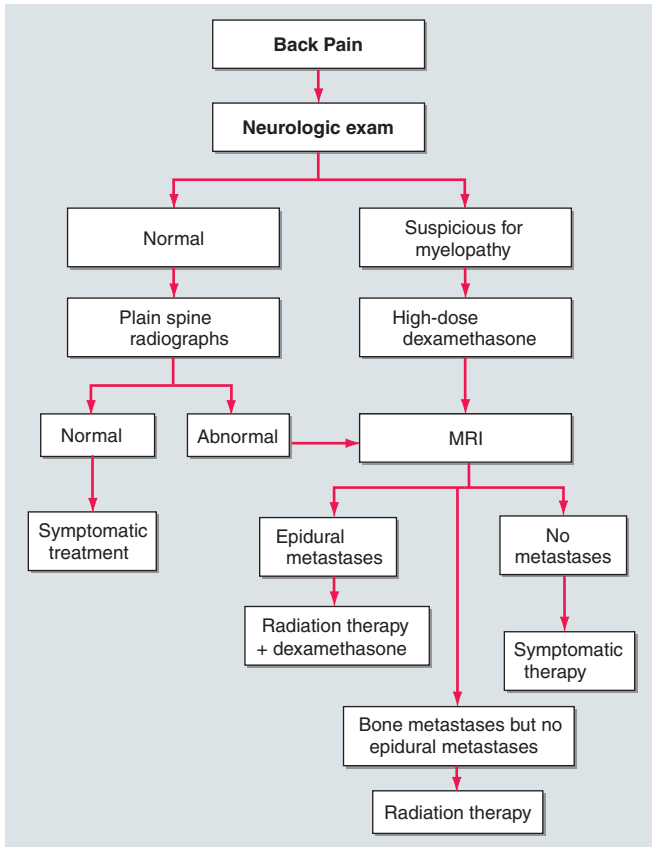 Back Pain
Neurologic exam
Normal
Suspicious for
myelopathy
Plain spine
radiographs
High-dose
dexamethasone
Normal
Abnormal
MRI
Symptomatic
treatment
Epidural
metastases
No
metastases
Radiation therapy
+ dexamethasone
Symptomatic
therapy
Bone metastases but no
epidural metastases
Radiation therapy